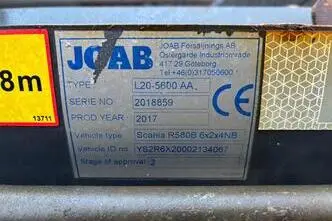 JOAB
JOAB Försäljnings AB
Östergärde Industriområde
417 29 Göteborg
Tel +46(0)317050600
TYPE L20-5600 AA
SERIE NO 2018859
PROD YEAR 2017
CE
Vehicle type Scania R580B 6x2x4NB
Vehicle ID no YS2R6X20002134067
Stage of approval 2
8m
13711